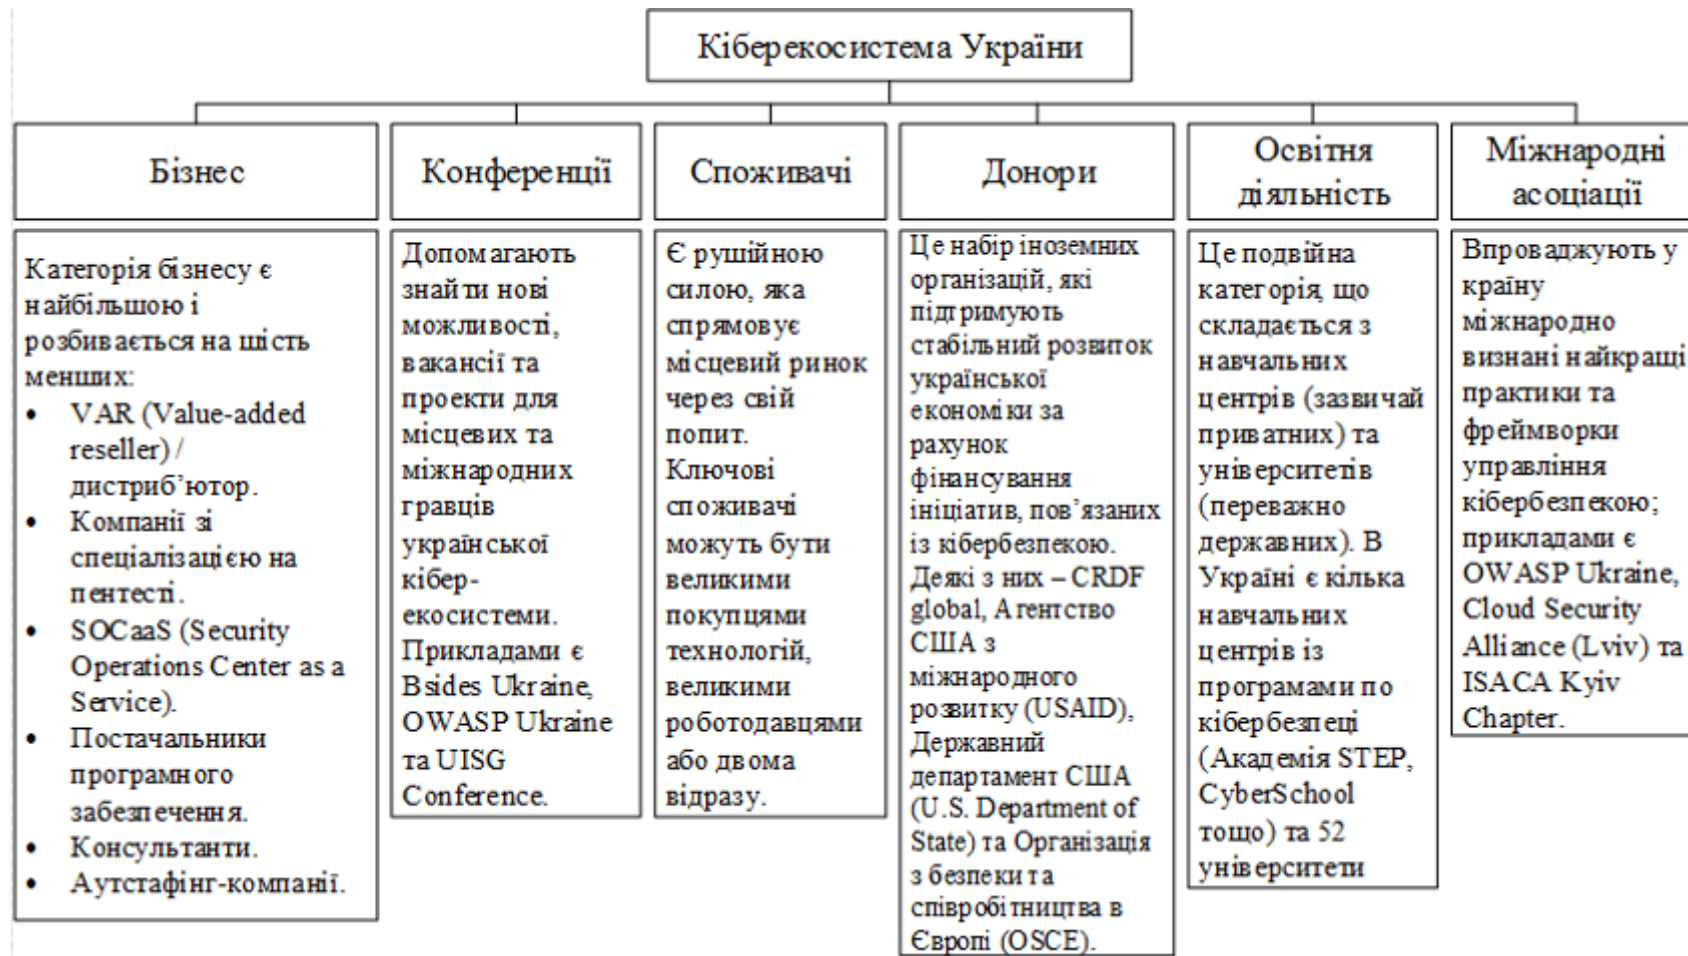 Кіберекосистема України
Бізнес
Категорія бізнесу є
найбільшою і
розбивається на шість
менших:
• VAR (Value-added
reseller) /
дистриб’ютор.
• Компанії зі
спеціалізацією на
пентесті.
• SOCaaS (Security
Operations Center as a
Service).
• Постачальники
програмного
забезпечення.
• Консультанти.
• Аутстафінг-компанії.
Конференції
Допомагають
знайти нові
можливості,
вакансії та
проекти для
місцевих та
міжнародних
гравців
української
кібер-
екосистеми.
Прикладами є
Bsides Ukraine,
OWASP Ukraine
та UISG
Conference.
Споживачі
Є рушійною
силою, яка
спрямовує
місцевий ринок
через свій
попит.
Ключові
споживачі
можуть бути
великими
покупцями
технологій,
великими
роботодавцями
або двома
відразу.
Донори
Це набір іноземних
організацій, які
підтримують
стабільний розвиток
української
економіки за
рахунок
фінансування
ініціатив, пов’язаних
із кібербезпекою.
Деякі з них – CRDF
global, Агентство
США з
міжнародного
розвитку (USAID),
Державний
департамент США
(U.S. Department of
State) та Організація
з безпеки та
співробітництва в
Європі (OSCE).
Освітня
діяльність
Це подвійна
категорія, що
складається з
навчальних
центрів (зазвичай
приватних) та
університетів
(переважно
державних). В
Україні є кілька
навчальних
центрів із
програмами по
кібербезпеці
(Академія STEP,
CyberSchool
тощо) та 52
університети
Міжнародні
асоціації
Впроваджують у
країну
міжнародно
визнані найкращі
практики та
фреймворки
управління
кібербезпекою;
прикладами є
OWASP Ukraine,
Cloud Security
Alliance (Lviv) та
ISACA Kyiv
Chapter.